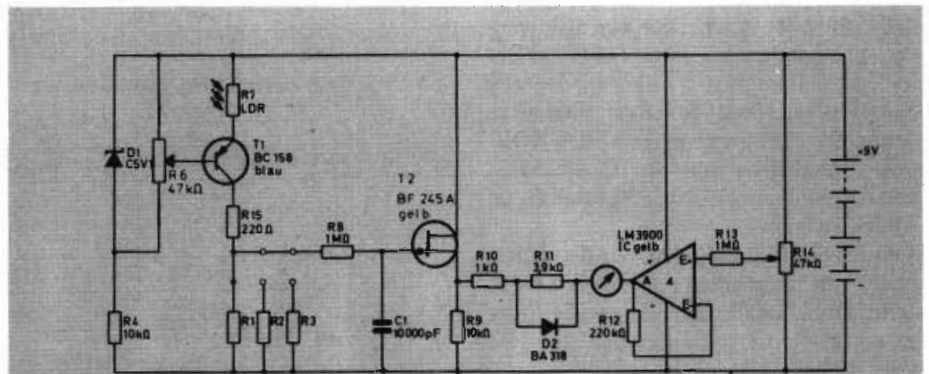 R7
LDR
T1
BC 158
blau
D1
C5V1
R6
47kΩ
R15
220Ω
R8
1MΩ
T2
BF 245A
gelb
R10
1kΩ
R11
3,9kΩ
LM3900
IC gelb
R13
1MΩ
R14
47kΩ
+9V
-
E+
A
4
E-
R4
10kΩ
R1
R2
R3
C1
10000pF
R9
10kΩ
D2
BA 318
R12
220kΩ